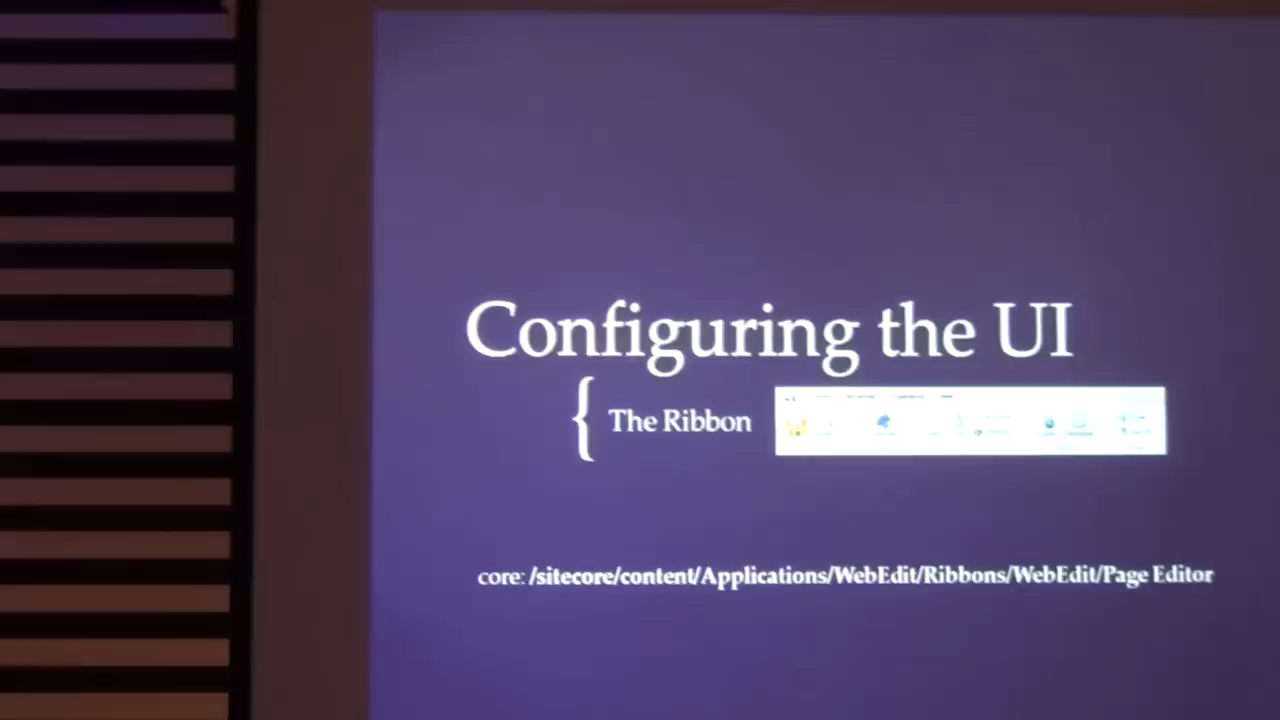 Configuring the UI
{ The Ribbon
core: /sitecore/content/Applications/WebEdit/Ribbons/WebEdit/Page Editor